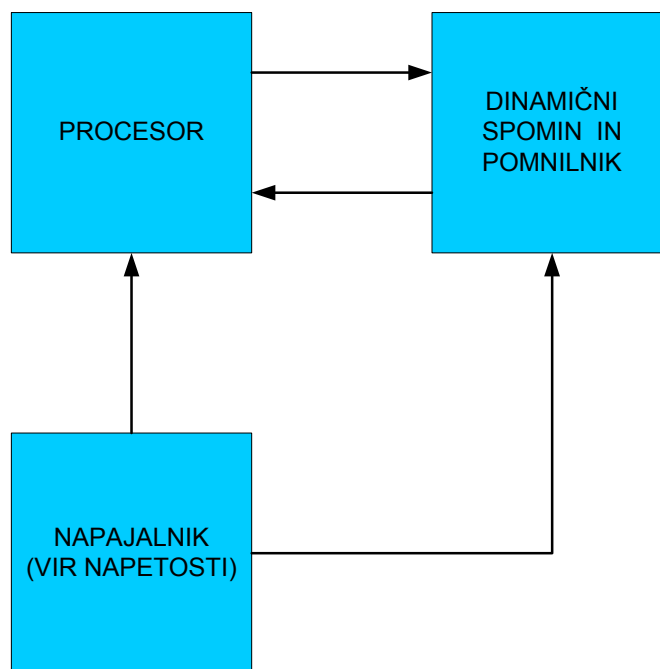 PROCESOR
DINAMIČNI
SPOMIN IN
POMNILNIK
NAPAJALNIK
(VIR NAPETOSTI)